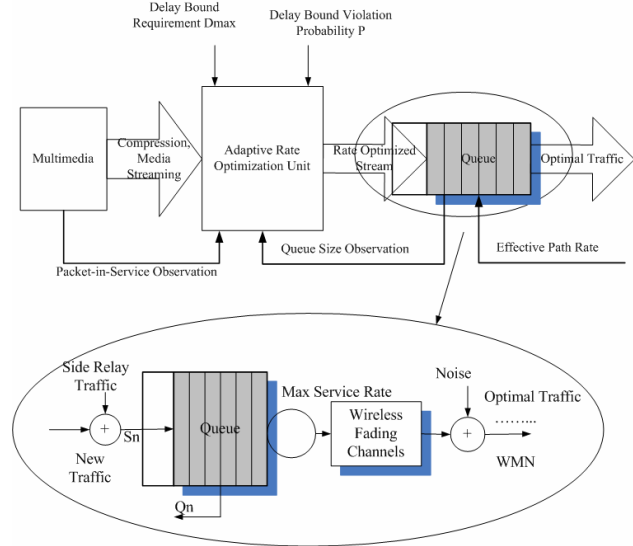 Delay Bound
Requirement Dmax
Delay Bound Violation
Probability P
Multimedia
Compression,
Media
Streaming
Adaptive Rate
Optimization Unit
Rate Optimized
Stream
Queue
Optimal Traffic
Packet-in-Service Observation
Queue Size Observation
Effective Path Rate
Side Relay
Traffic
+
Sn
New
Traffic
Queue
Qn
Max Service Rate
Wireless
Fading
Channels
Noise
+
Optimal Traffic
........
WMN